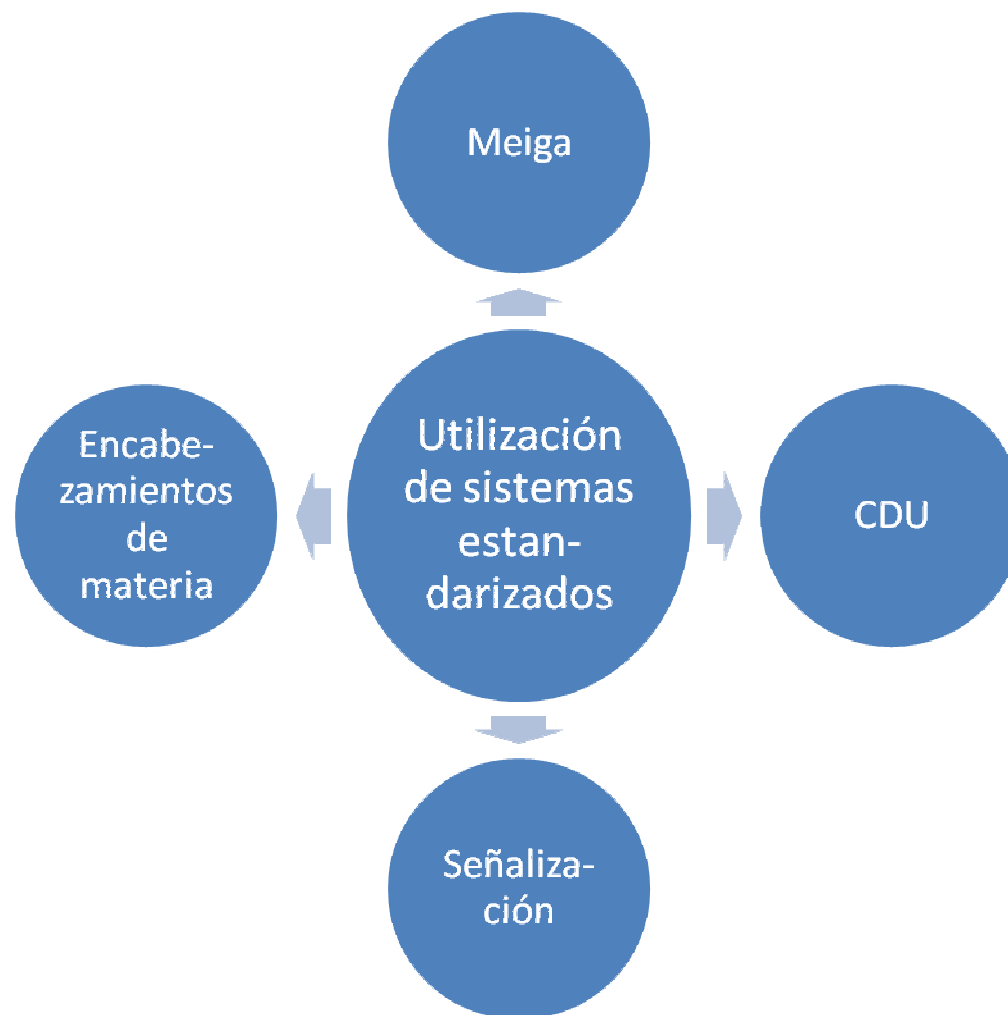 Meiga
Encabe-
zamientos
de
materia
Utilización
de sistemas
estan-
darizados
CDU
Señaliza-
ción